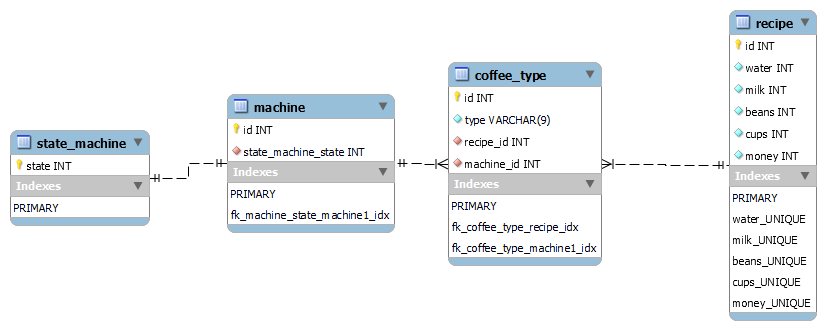 state_machine
state INT
Indexes
PRIMARY
machine
id INT
state_machine_state INT
Indexes
PRIMARY
fk_machine_state_machine1_idx
coffee_type
id INT
type VARCHAR(9)
recipe_id INT
machine_id INT
Indexes
PRIMARY
fk_coffee_type_recipe_idx
fk_coffee_type_machine1_idx
recipe
id INT
water INT
milk INT
beans INT
cups INT
money INT
Indexes
PRIMARY
water_UNIQUE
milk_UNIQUE
beans_UNIQUE
cups_UNIQUE
money_UNIQUE